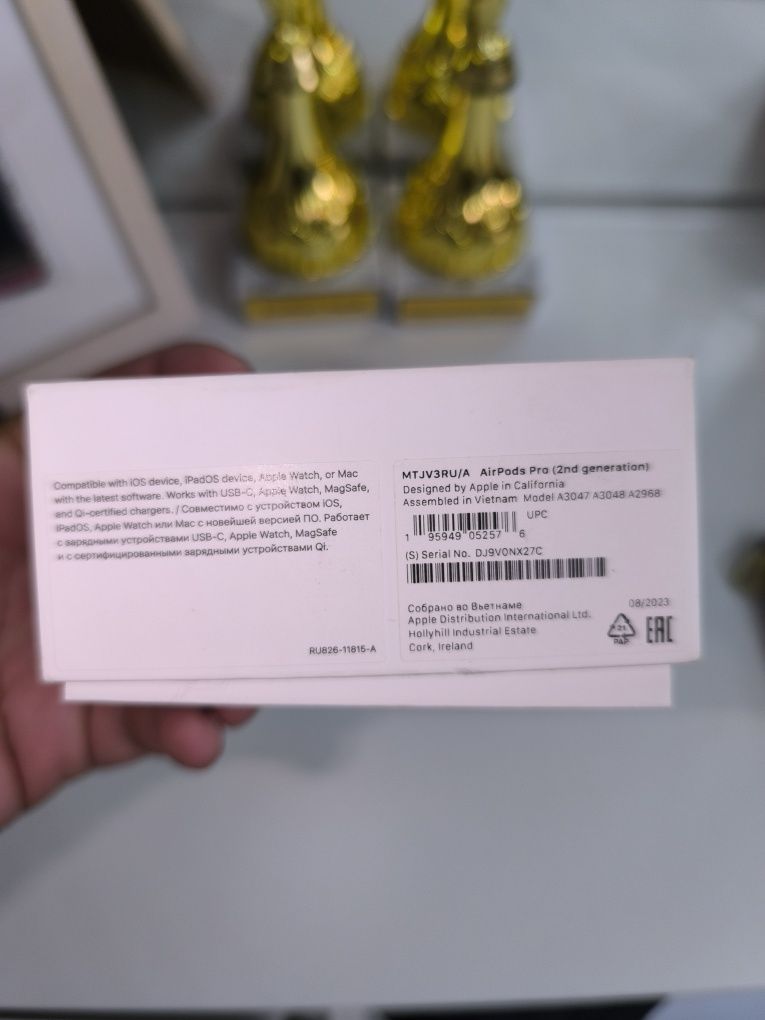 Compatible with iOS device, iPadOS device, Apple Watch, or Mac
with the latest software. Works with USB-C, Apple Watch, MagSafe,
and Qi-certified chargers. / Совместимо с устройством iOS,
iPadOS, Apple Watch или Mac с новейшей версией ПО. Работает
с зарядными устройствами USB-C, Apple Watch, MagSafe
и с сертифицированными зарядными устройствами Qi.
RU826-11815-A
MTJV3RU/A AirPods Pro (2nd generation)
Designed by Apple in California
Assembled in Vietnam Model A3047 A3048 A2968
UPC
1 95949 05257 6
(S) Serial No. DJ9V0NX27C
Собрано во Вьетнаме 08/2023
Apple Distribution International Ltd.
Hollyhill Industrial Estate
Cork, Ireland
21
PAP
EAC